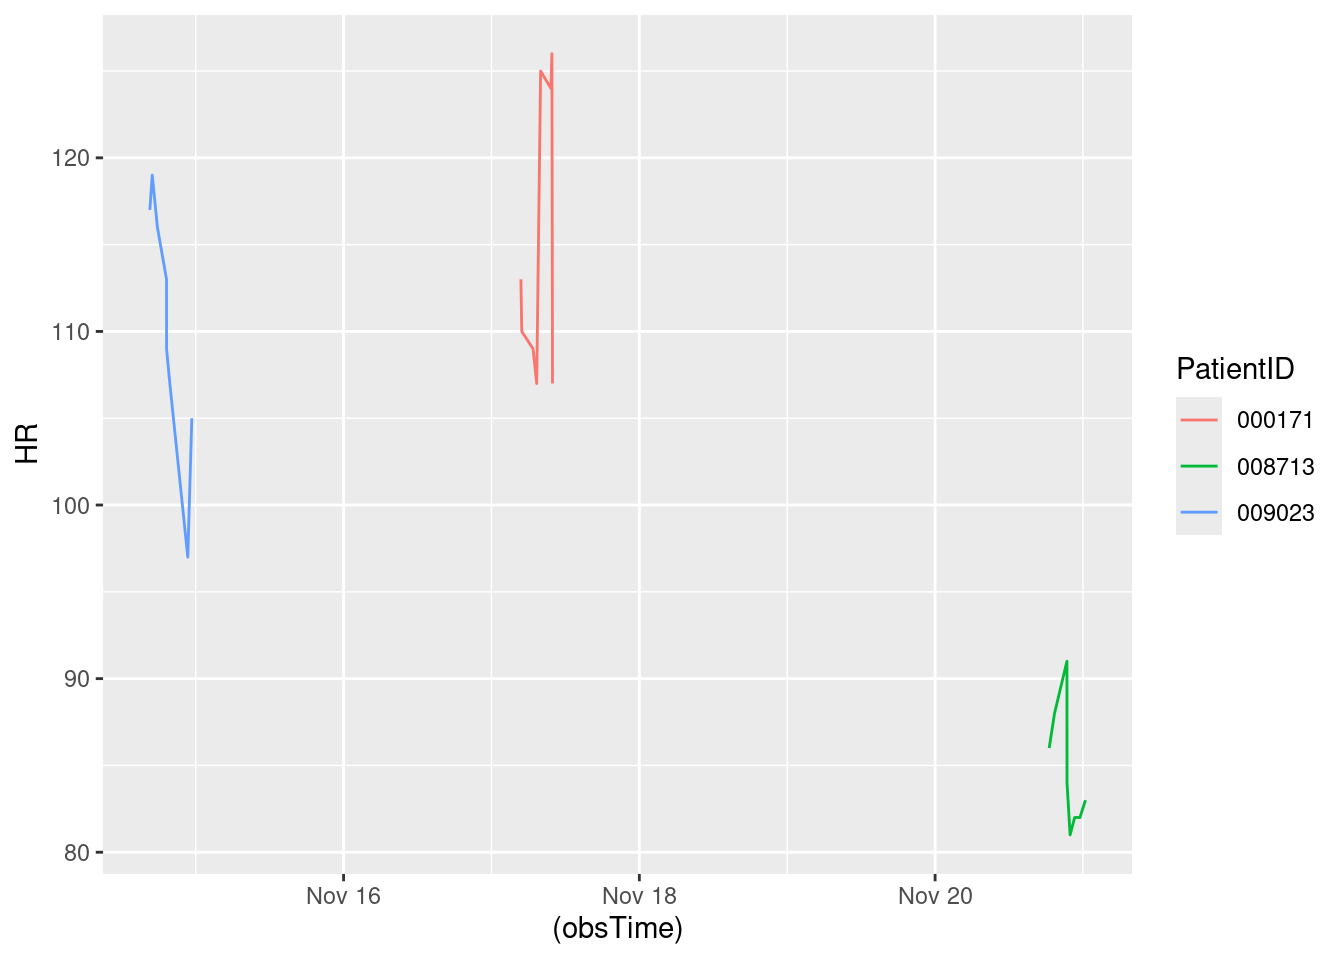 120
110
100
90
80
HR
Nov 16
Nov 18
Nov 20
(obsTime)
PatientID
000171
008713
009023